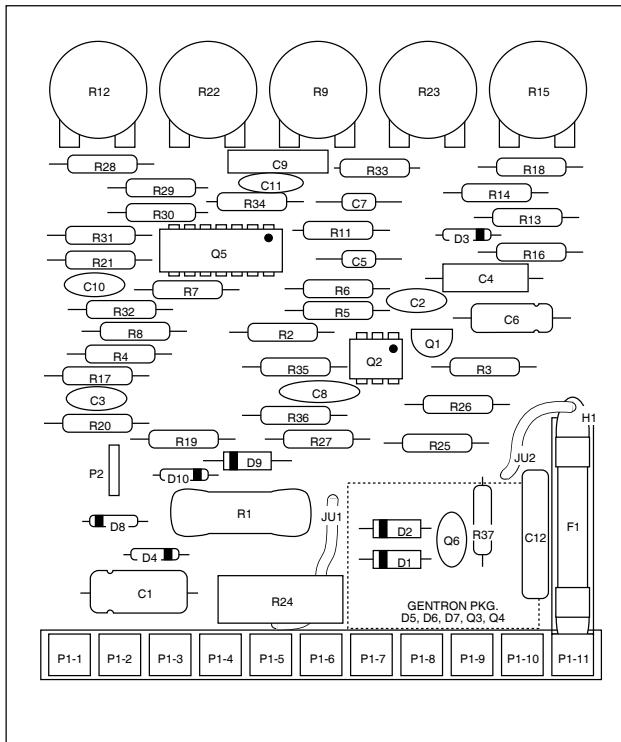 R12 R22 R9 R23 R15
R28 C9 R33 R18
R29 C11 R14
R30 R34 C7 R13
R31 Q5 R11 D3
R21 C5 R16
C10 R7 R6 C2 C4
R32 R5 C6
R8 R2 Q1
R4 R35 Q2 R3
R17 C8
C3 R36 R26 H1
R20
R19 R27 R25
P2 D10 D9 JU2
D8 R1 JU1 D2 Q6 R37 C12 F1
D4 D1
C1 R24
GENTRON PKG.
D5, D6, D7, Q3, Q4
P1-1 P1-2 P1-3 P1-4 P1-5 P1-6 P1-7 P1-8 P1-9 P1-10 P1-11